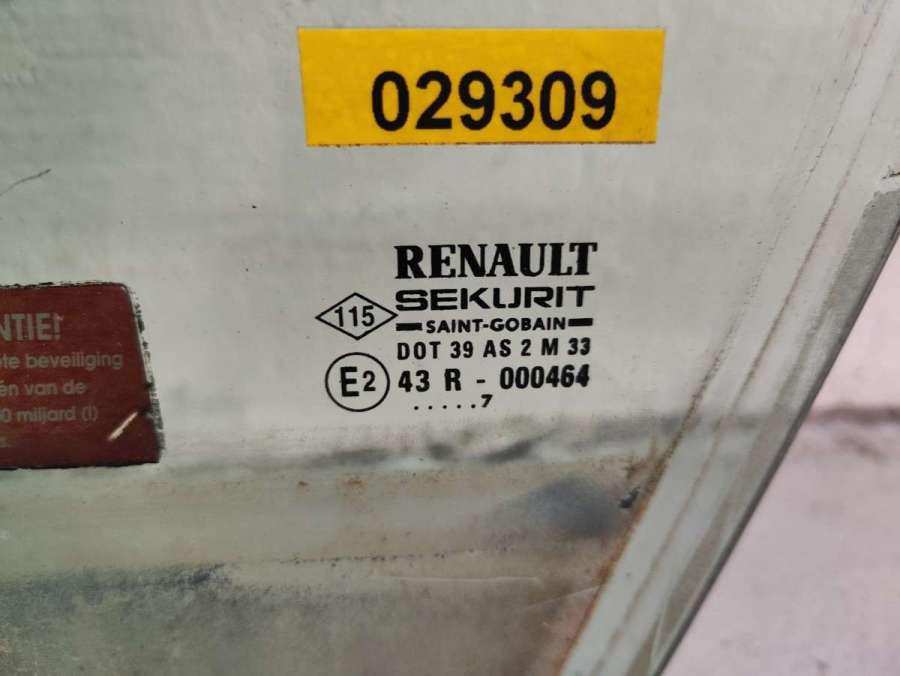 029309
RENAULT
115 SEKURIT
SAINT-GOBAIN
DOT 39 AS 2 M 33
E2 43 R - 000464
.....7
beveiliging
van de
miljard (l)